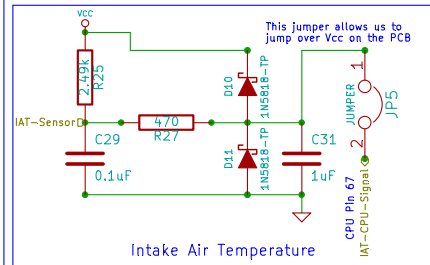 vcc
This jumper allows us to
jump over Vcc on the PCB
2.49k
R25
D10
1N5818-TP
1
JUMPER
JP5
2
IAT-Sensor
470
R27
C29
0.1uF
D11
1N5818-TP
C31
1uF
CPU Pin 67
IAT-CPU-Signal
Intake Air Temperature